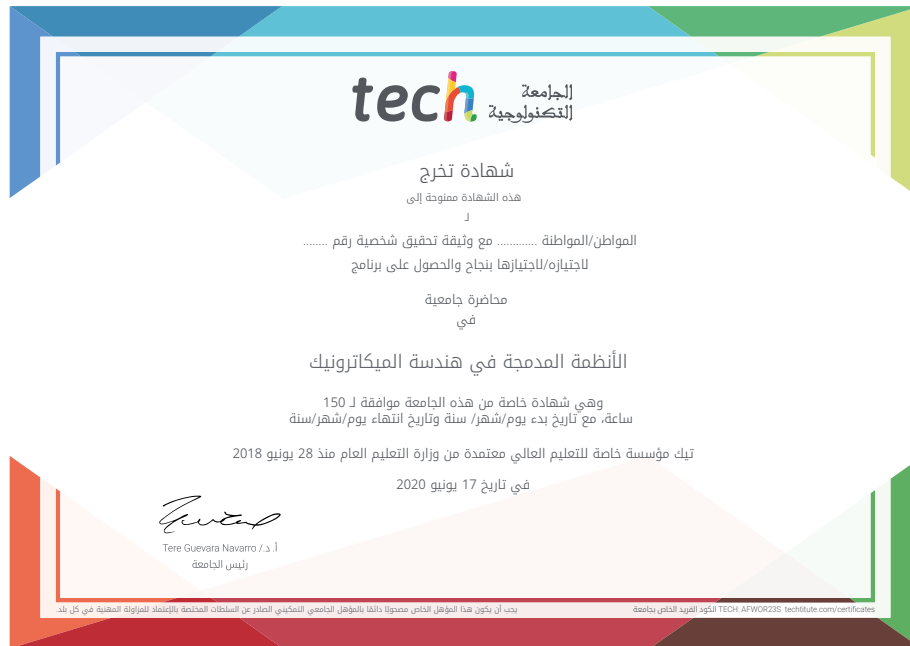 tech الجامعة
التكنولوجية
شهادة تخرج
هذه الشهادة ممنوحة إلى
لـ
المواطن/المواطنة ............ مع وثيقة تحقيق شخصية رقم ........
لاجتيازه/لاجتيازها بنجاح والحصول على برنامج
محاضرة جامعية
في
الأنظمة المدمجة في هندسة الميكاترونيك
وهي شهادة خاصة من هذه الجامعة موافقة لـ 150
ساعة، مع تاريخ بدء يوم/شهر/ سنة وتاريخ انتهاء يوم/شهر/سنة
تيك مؤسسة خاصة للتعليم العالي معتمدة من وزارة التعليم العام منذ 28 يونيو 2018
في تاريخ 17 يونيو 2020
أ. د./ Tere Guevara Navarro
رئيس الجامعة
يجب أن يكون هذا المؤهل الخاص مصحوبًا دائمًا بالمؤهل الجامعي التمكيني الصادر عن السلطات المختصة بالإعتماد للمزاولة المهنية في كل بلد.
الكود الفريد الخاص بجامعة TECH: AFWOR23S techtitute.com/certificates